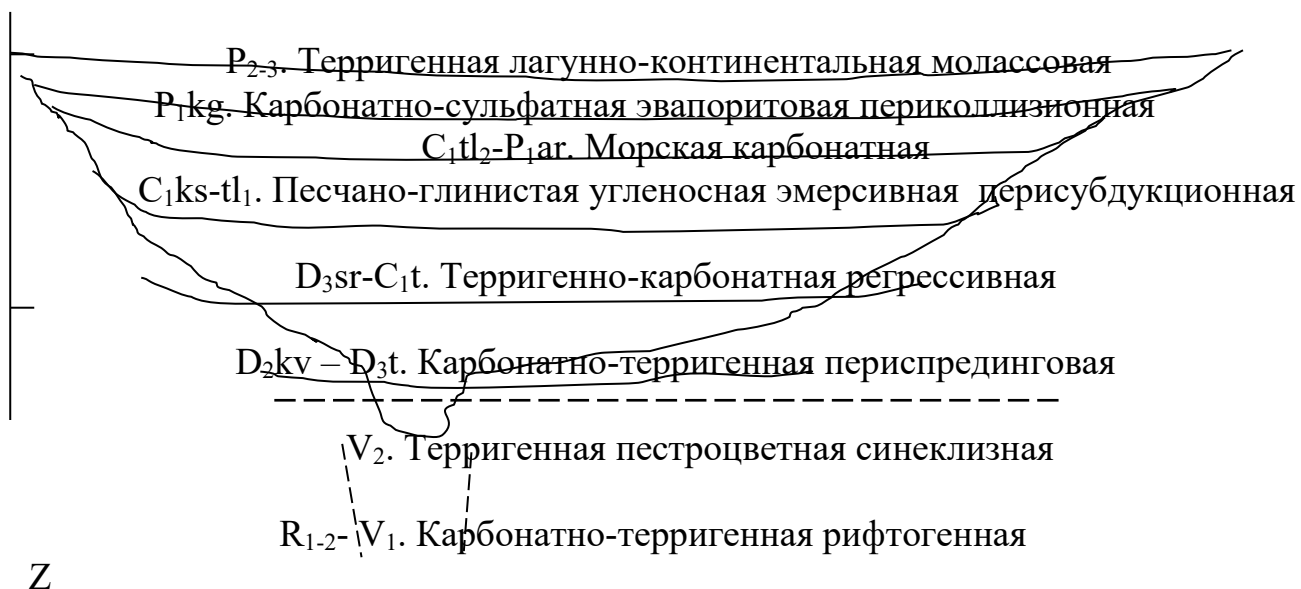 P₂₋₃. Терригенная лагунно-континентальная молассовая
P₁kg. Карбонатно-сульфатная эвапоритовая периколлизионная
C₁tl₂-P₁ar. Морская карбонатная
C₁ks-tl₁. Песчано-глинистая угленосная эмерсивная перисубдукционная
D₃sr-C₁t. Терригенно-карбонатная регрессивная
D₂kv – D₃t. Карбонатно-терригенная периспрединговая
V₂. Терригенная пестроцветная синеклизная
R₁₋₂- V₁. Карбонатно-терригенная рифтогенная
Z